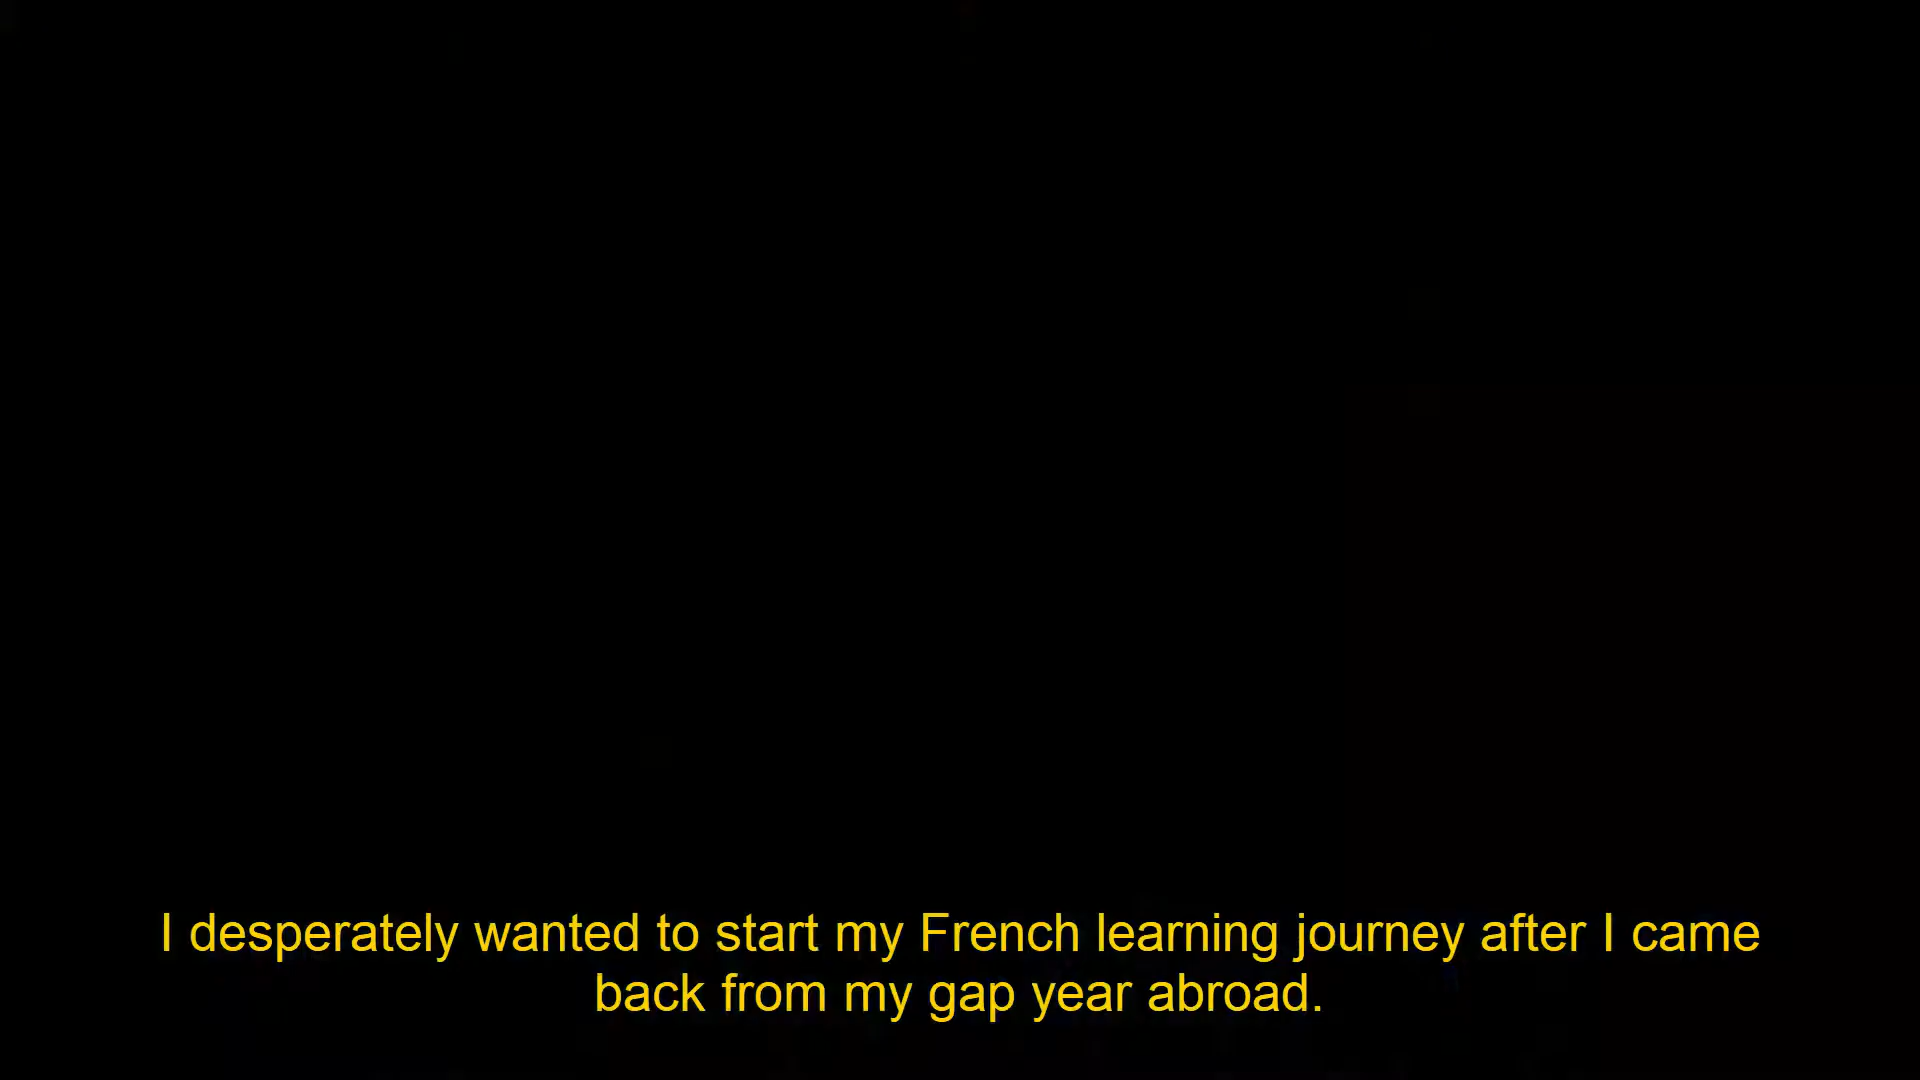 I desperately wanted to start my French learning journey after I came
back from my gap year abroad.